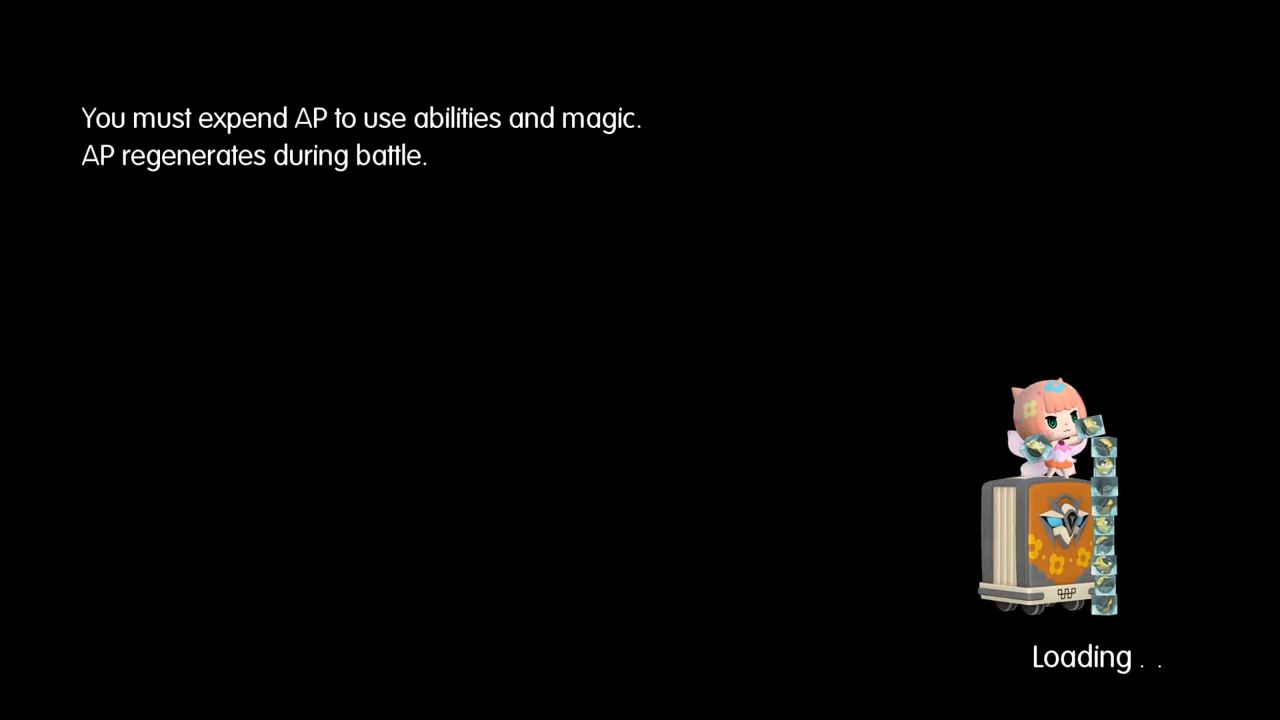 You must expend AP to use abilities and magic.
AP regenerates during battle.
Loading . .